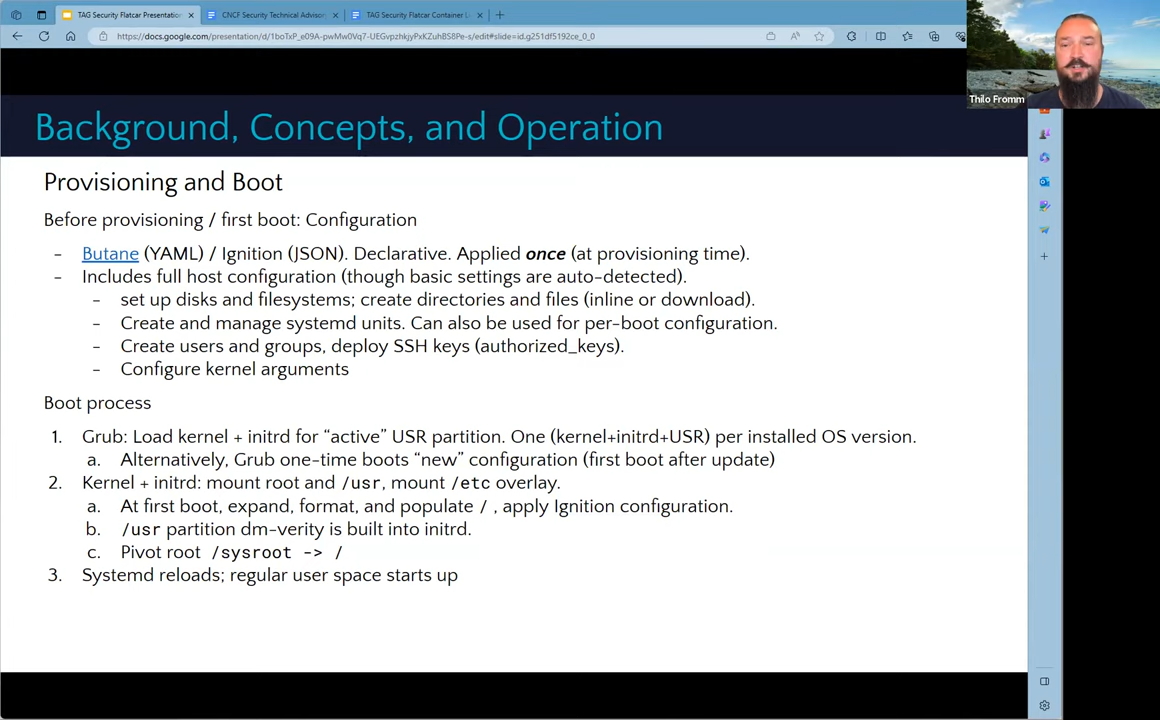 TAG Security Flatcar Presentation
CNCF Security Technical Advisor
TAG Security Flatcar Container L
https://docs.google.com/presentation/d/1boTxP_e09A-pwMw0Vq7-UEGvpzhkjyPxKZuhBS8Pe-s/edit#slide=id.g251df5192ce_0_0
Thilo Fromm
Background, Concepts, and Operation
Provisioning and Boot
Before provisioning / first boot: Configuration
- Butane (YAML) / Ignition (JSON). Declarative. Applied once (at provisioning time).
- Includes full host configuration (though basic settings are auto-detected).
- set up disks and filesystems; create directories and files (inline or download).
- Create and manage systemd units. Can also be used for per-boot configuration.
- Create users and groups, deploy SSH keys (authorized_keys).
- Configure kernel arguments
Boot process
1. Grub: Load kernel + initrd for “active” USR partition. One (kernel+initrd+USR) per installed OS version.
a. Alternatively, Grub one-time boots “new” configuration (first boot after update)
2. Kernel + initrd: mount root and /usr, mount /etc overlay.
a. At first boot, expand, format, and populate / , apply Ignition configuration.
b. /usr partition dm-verity is built into initrd.
c. Pivot root /sysroot -> /
3. Systemd reloads; regular user space starts up